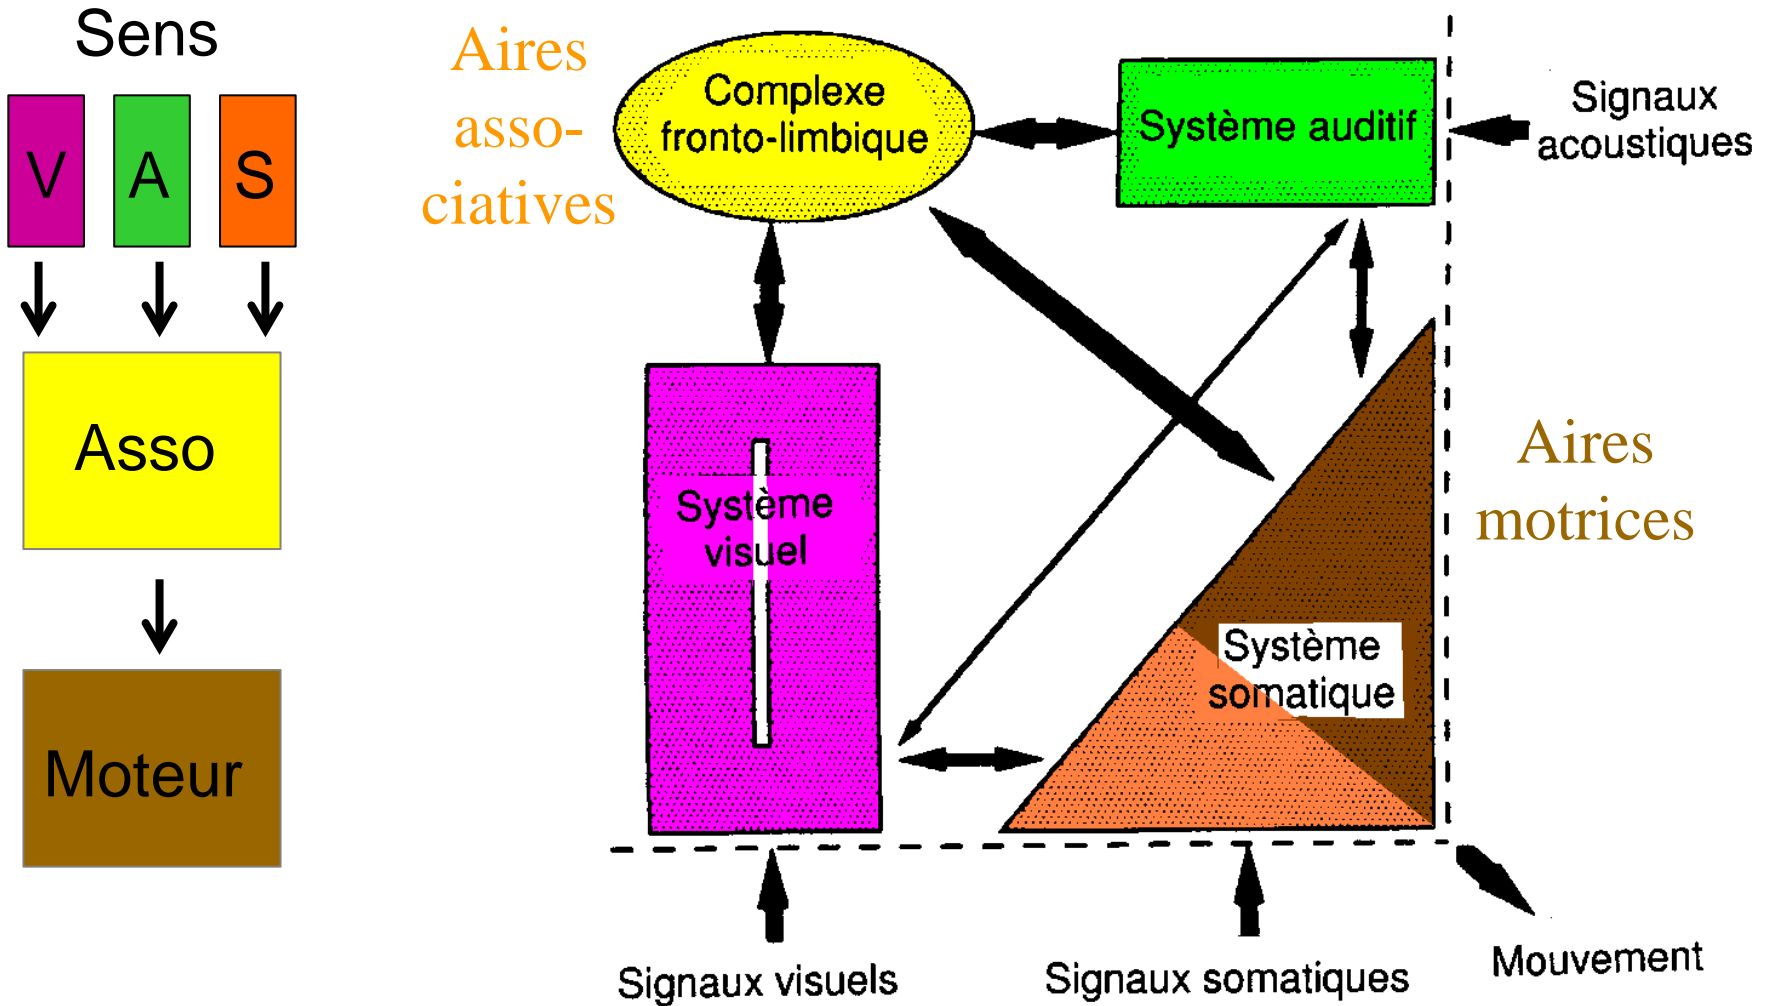 Sens
V A S
Asso
Moteur
Aires
asso-
ciatives
Complexe
fronto-limbique
Système auditif
Signaux
acoustiques
Système
visuel
Système
somatique
Aires
motrices
Signaux visuels
Signaux somatiques
Mouvement